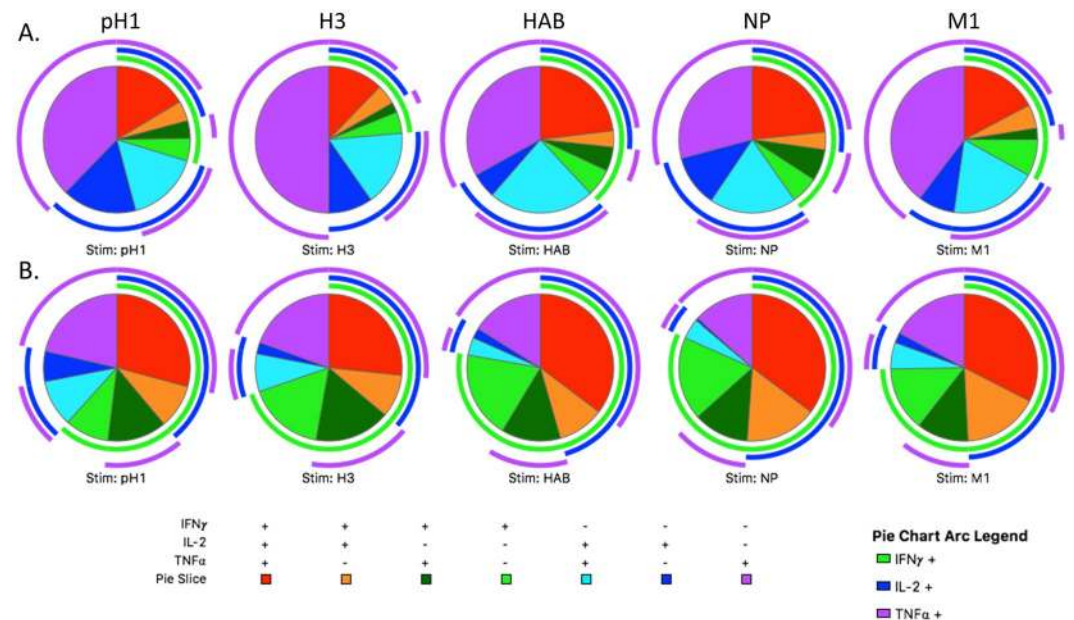 pH1 H3 HAB NP M1
A.
Stim: pH1 Stim: H3 Stim: HAB Stim: NP Stim: M1
B.
Stim: pH1 Stim: H3 Stim: HAB Stim: NP Stim: M1
IFNγ + + + + - - -
IL-2 + + - - + + -
TNFα + - + - + - +
Pie Slice
Pie Chart Arc Legend
IFNγ +
IL-2 +
TNFα +